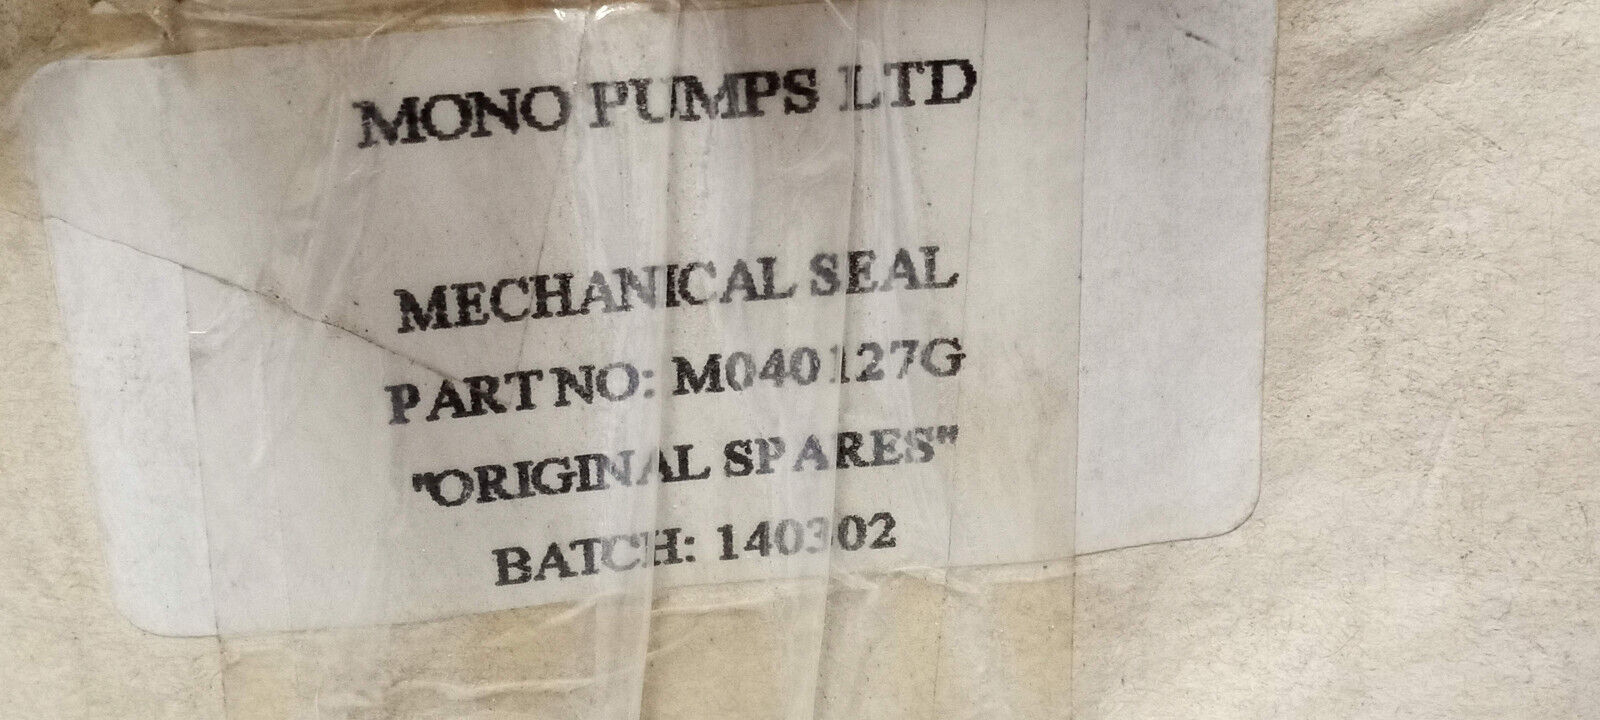 MONO PUMPS LTD
MECHANICAL SEAL
PART NO: M040127G
"ORIGINAL SPARES"
BATCH: 140302